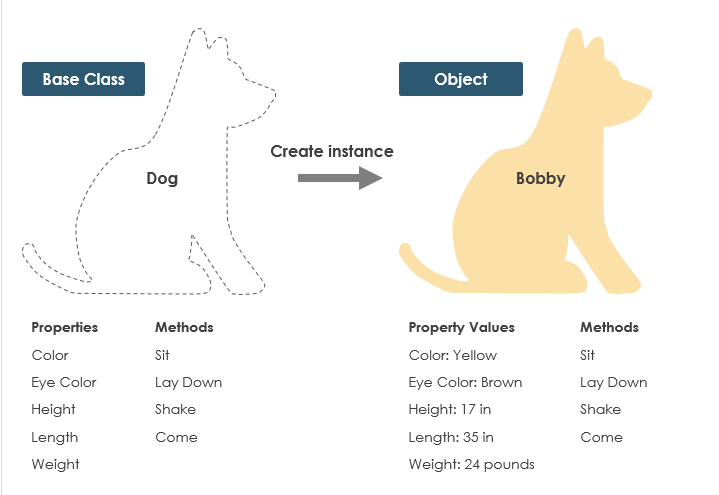 Base Class
Object
Create instance
Dog
Bobby
Properties
Color
Eye Color
Height
Length
Weight
Methods
Sit
Lay Down
Shake
Come
Property Values
Color: Yellow
Eye Color: Brown
Height: 17 in
Length: 35 in
Weight: 24 pounds
Methods
Sit
Lay Down
Shake
Come